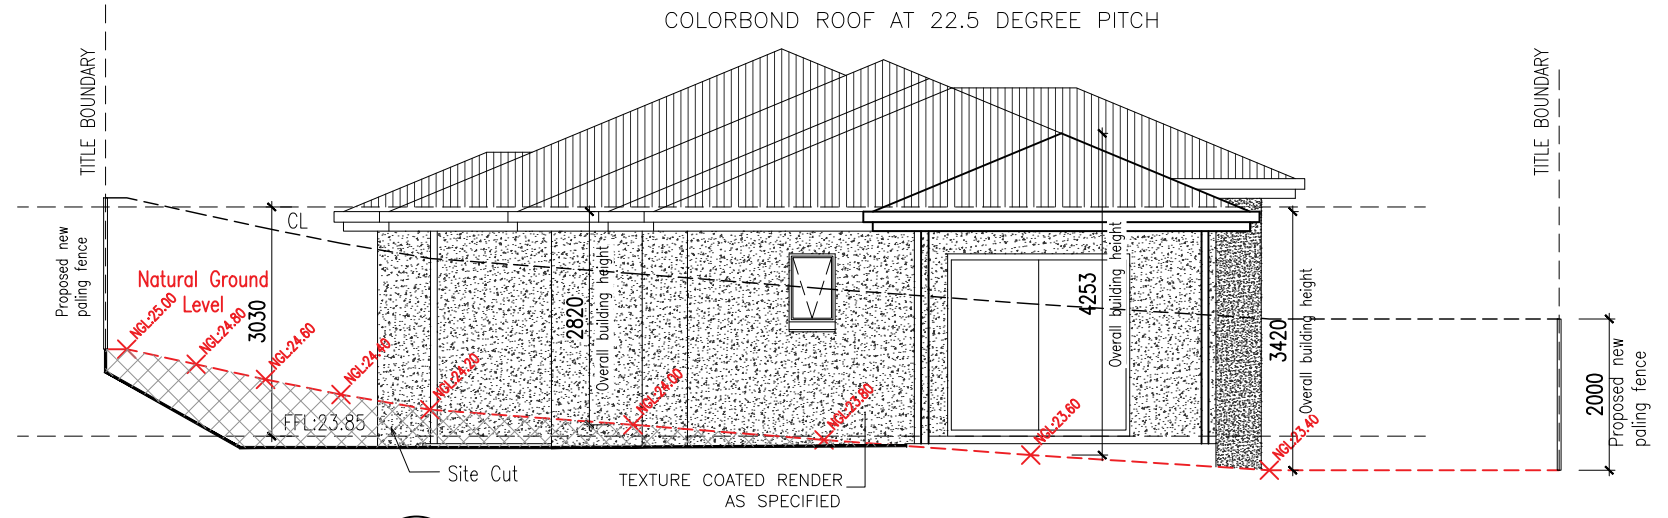 COLORBOND ROOF AT 22.5 DEGREE PITCH
TITLE BOUNDARY
TITLE BOUNDARY
CL
Proposed new
paling fence
Natural Ground
Level
NGL:25.00
NGL:24.80
NGL:24.60
NGL:24.40
NGL:24.20
NGL:24.00
NGL:23.80
NGL:23.60
NGL:23.40
3030
2820
Overall building height
4253
Overall building height
3420
Overall building height
2000
Proposed new
paling fence
FFL:23.85
Site Cut
TEXTURE COATED RENDER
AS SPECIFIED